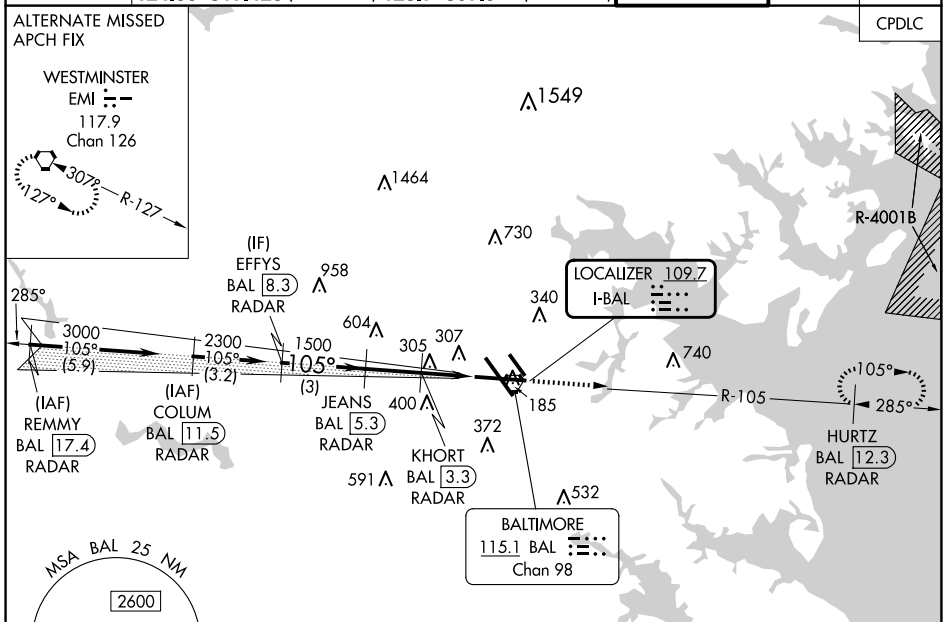 ALTERNATE MISSED
APCH FIX
WESTMINSTER
EMI
117.9
Chan 126
307°
127°
R-127
CPDLC
1549
1464
730
R-4001B
(IF)
EFFYS
BAL 8.3
RADAR
958
LOCALIZER 109.7
I-BAL
340
285°
3000
105°
(5.9)
2300
105°
(3.2)
1500
105°
(3)
604
305
307
740
(IAF)
REMMY
BAL 17.4
RADAR
(IAF)
COLUM
BAL 11.5
RADAR
JEANS
BAL 5.3
RADAR
400
KHORT
BAL 3.3
RADAR
185
372
591
532
R-105
105°
285°
HURTZ
BAL 12.3
RADAR
BALTIMORE
115.1 BAL
Chan 98
MSA BAL 25 NM
2600